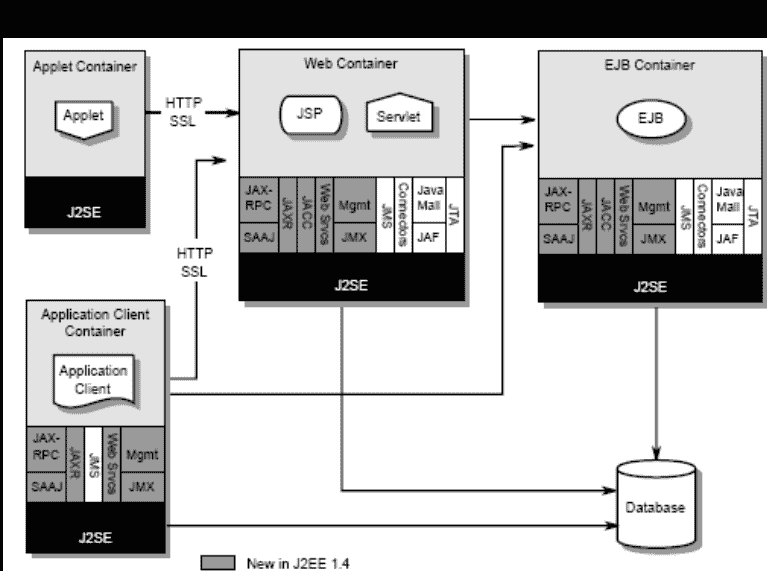 Applet Container
Applet
J2SE
HTTP
SSL
Web Container
JSP
Servlet
JAX-
RPC
SAAJ
JAXR
JACC
Web Srvcs
Mgmt
JMX
JMS
Connectors
Java
Mail
JAF
JTA
J2SE
EJB Container
EJB
JAX-
RPC
SAAJ
JAXR
JACC
Web Srvcs
Mgmt
JMX
JMS
Connectors
Java
Mail
JAF
JTA
J2SE
HTTP
SSL
Application Client
Container
Application
Client
JAX-
RPC
SAAJ
JAXR
JMS
Web Srvcs
Mgmt
JMX
J2SE
Database
New in J2EE 1.4